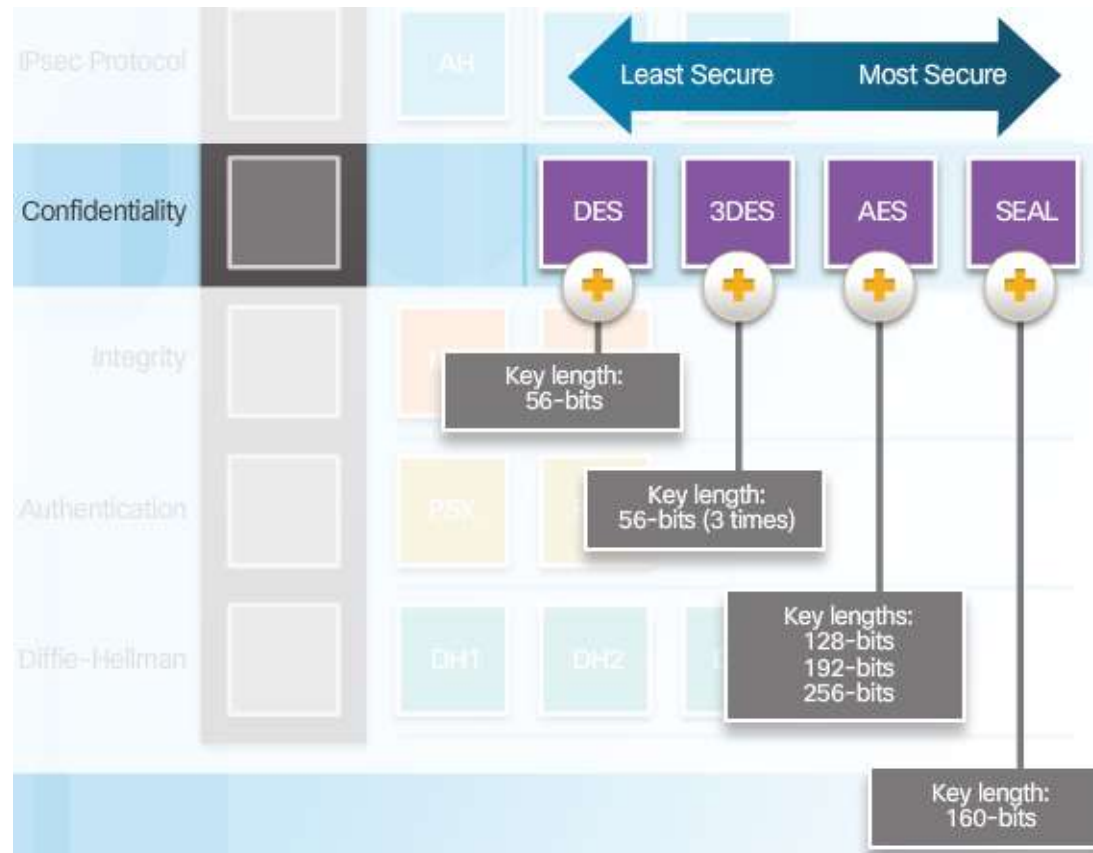 IPsec Protocol
AH
Least Secure
Most Secure
Confidentiality
DES
3DES
AES
SEAL
Integrity
Key length:
56-bits
Authentication
PSK
Key length:
56-bits (3 times)
Diffie-Hellman
DH1
DH2
Key lengths:
128-bits
192-bits
256-bits
Key length:
160-bits